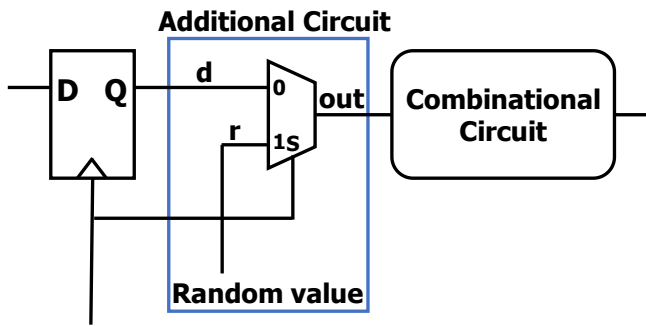 Additional Circuit
D Q
d
0
r
1S
out
Combinational
Circuit
Random value